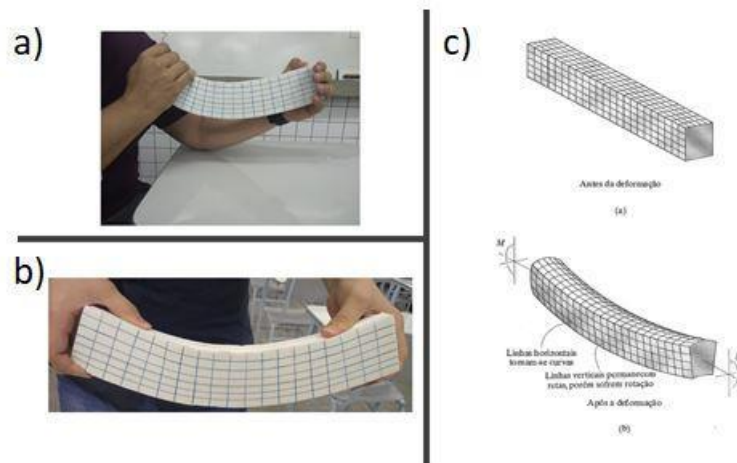 a)
b)
c)
Antes da deformação
(a)
M
Linhas horizontais
tornam-se curvas
Linhas verticais permanecem
retas, porém sofrem rotação
Após a deformação
(b)